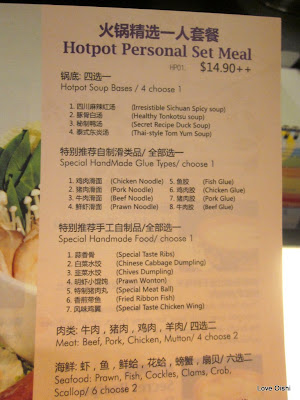 火锅精选一人套餐
Hotpot Personal Set Meal
HP01. $14.90++
锅底: 四选一
Hotpot Soup Bases / 4 choose 1
1. 四川麻辣红汤 (Irresistible Sichuan Spicy soup)
2. 豚骨白汤 (Healthy Tonkotsu soup)
3. 秘制鸭汤 (Secret Recipe Duck Soup)
4. 泰式东炎汤 (Thai-style Tom Yum Soup)
特别推荐自制滑类品/ 全部选一
Special HandMade Glue Types/ choose 1
1. 鸡肉滑面 (Chicken Noodle) 5. 鱼胶 (Fish Glue)
2. 猪肉滑面 (Pork Noodle) 6. 鸡肉胶 (Chicken Glue)
3. 牛肉滑面 (Beef Noodle) 7. 猪肉胶 (Pork Glue)
4. 鲜虾滑面 (Prawn Noodle) 8. 牛肉胶 (Beef Glue)
特别推荐手工自制品/ 全部选一
Special Handmade Food/ choose 1
1. 蒜香骨 (Special Taste Ribs)
2. 白菜水饺 (Chinese Cabbage Dumpling)
3. 韭菜水饺 (Chives Dumpling)
4. 胡虾小馄饨 (Prawn Wonton)
5. 特制猪肉丸 (Special Meat Ball)
6. 香煎带鱼 (Fried Ribbon Fish)
7. 风味鸡翼 (Special Taste Chicken Wing)
肉类: 牛肉，猪肉，鸡肉，羊肉/ 四选二
Meat: Beef, Pork, Chicken, Mutton/ 4 choose 2
海鲜: 虾，鱼，鲜蛤，花蛤，螃蟹，扇贝/ 六选二
Seafood: Prawn, Fish, Cockles, Clams, Crab,
Scallop/ 6 choose 2
Love Oishi